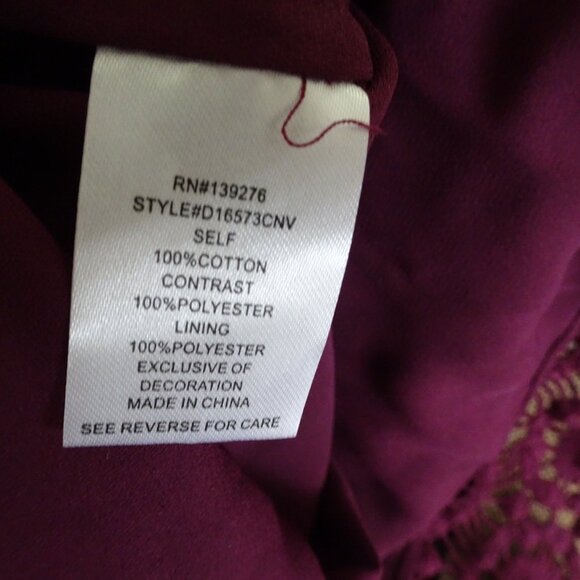 RN#139276
STYLE#D16573CNV
SELF
100%COTTON
CONTRAST
100%POLYESTER
LINING
100%POLYESTER
EXCLUSIVE OF
DECORATION
MADE IN CHINA
SEE REVERSE FOR CARE